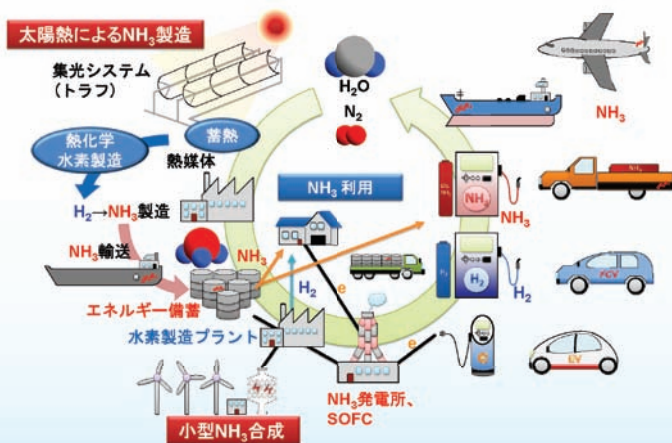 太陽熱によるNH₃製造
集光システム
(トラフ)
蓄熱
熱化学
水素製造
熱媒体
H₂→NH₃製造
NH₃輸送
エネルギー備蓄
H₂O
N₂
NH₃利用
NH₃
H₂
水素製造プラント
e
e
小型NH₃合成
NH₃発電所、
SOFC
NH₃
NH₃
NH₃
H₂
H₂
H₂
FCV
EV